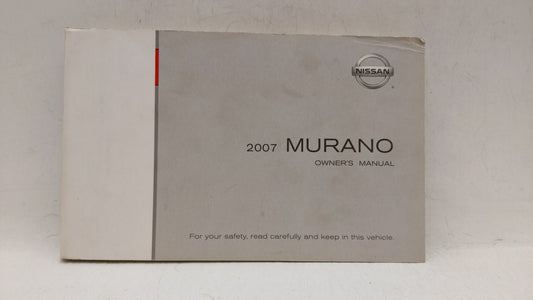 NISSAN
2007 MURANO
OWNER'S MANUAL
For your safety, read carefully and keep in this vehicle.